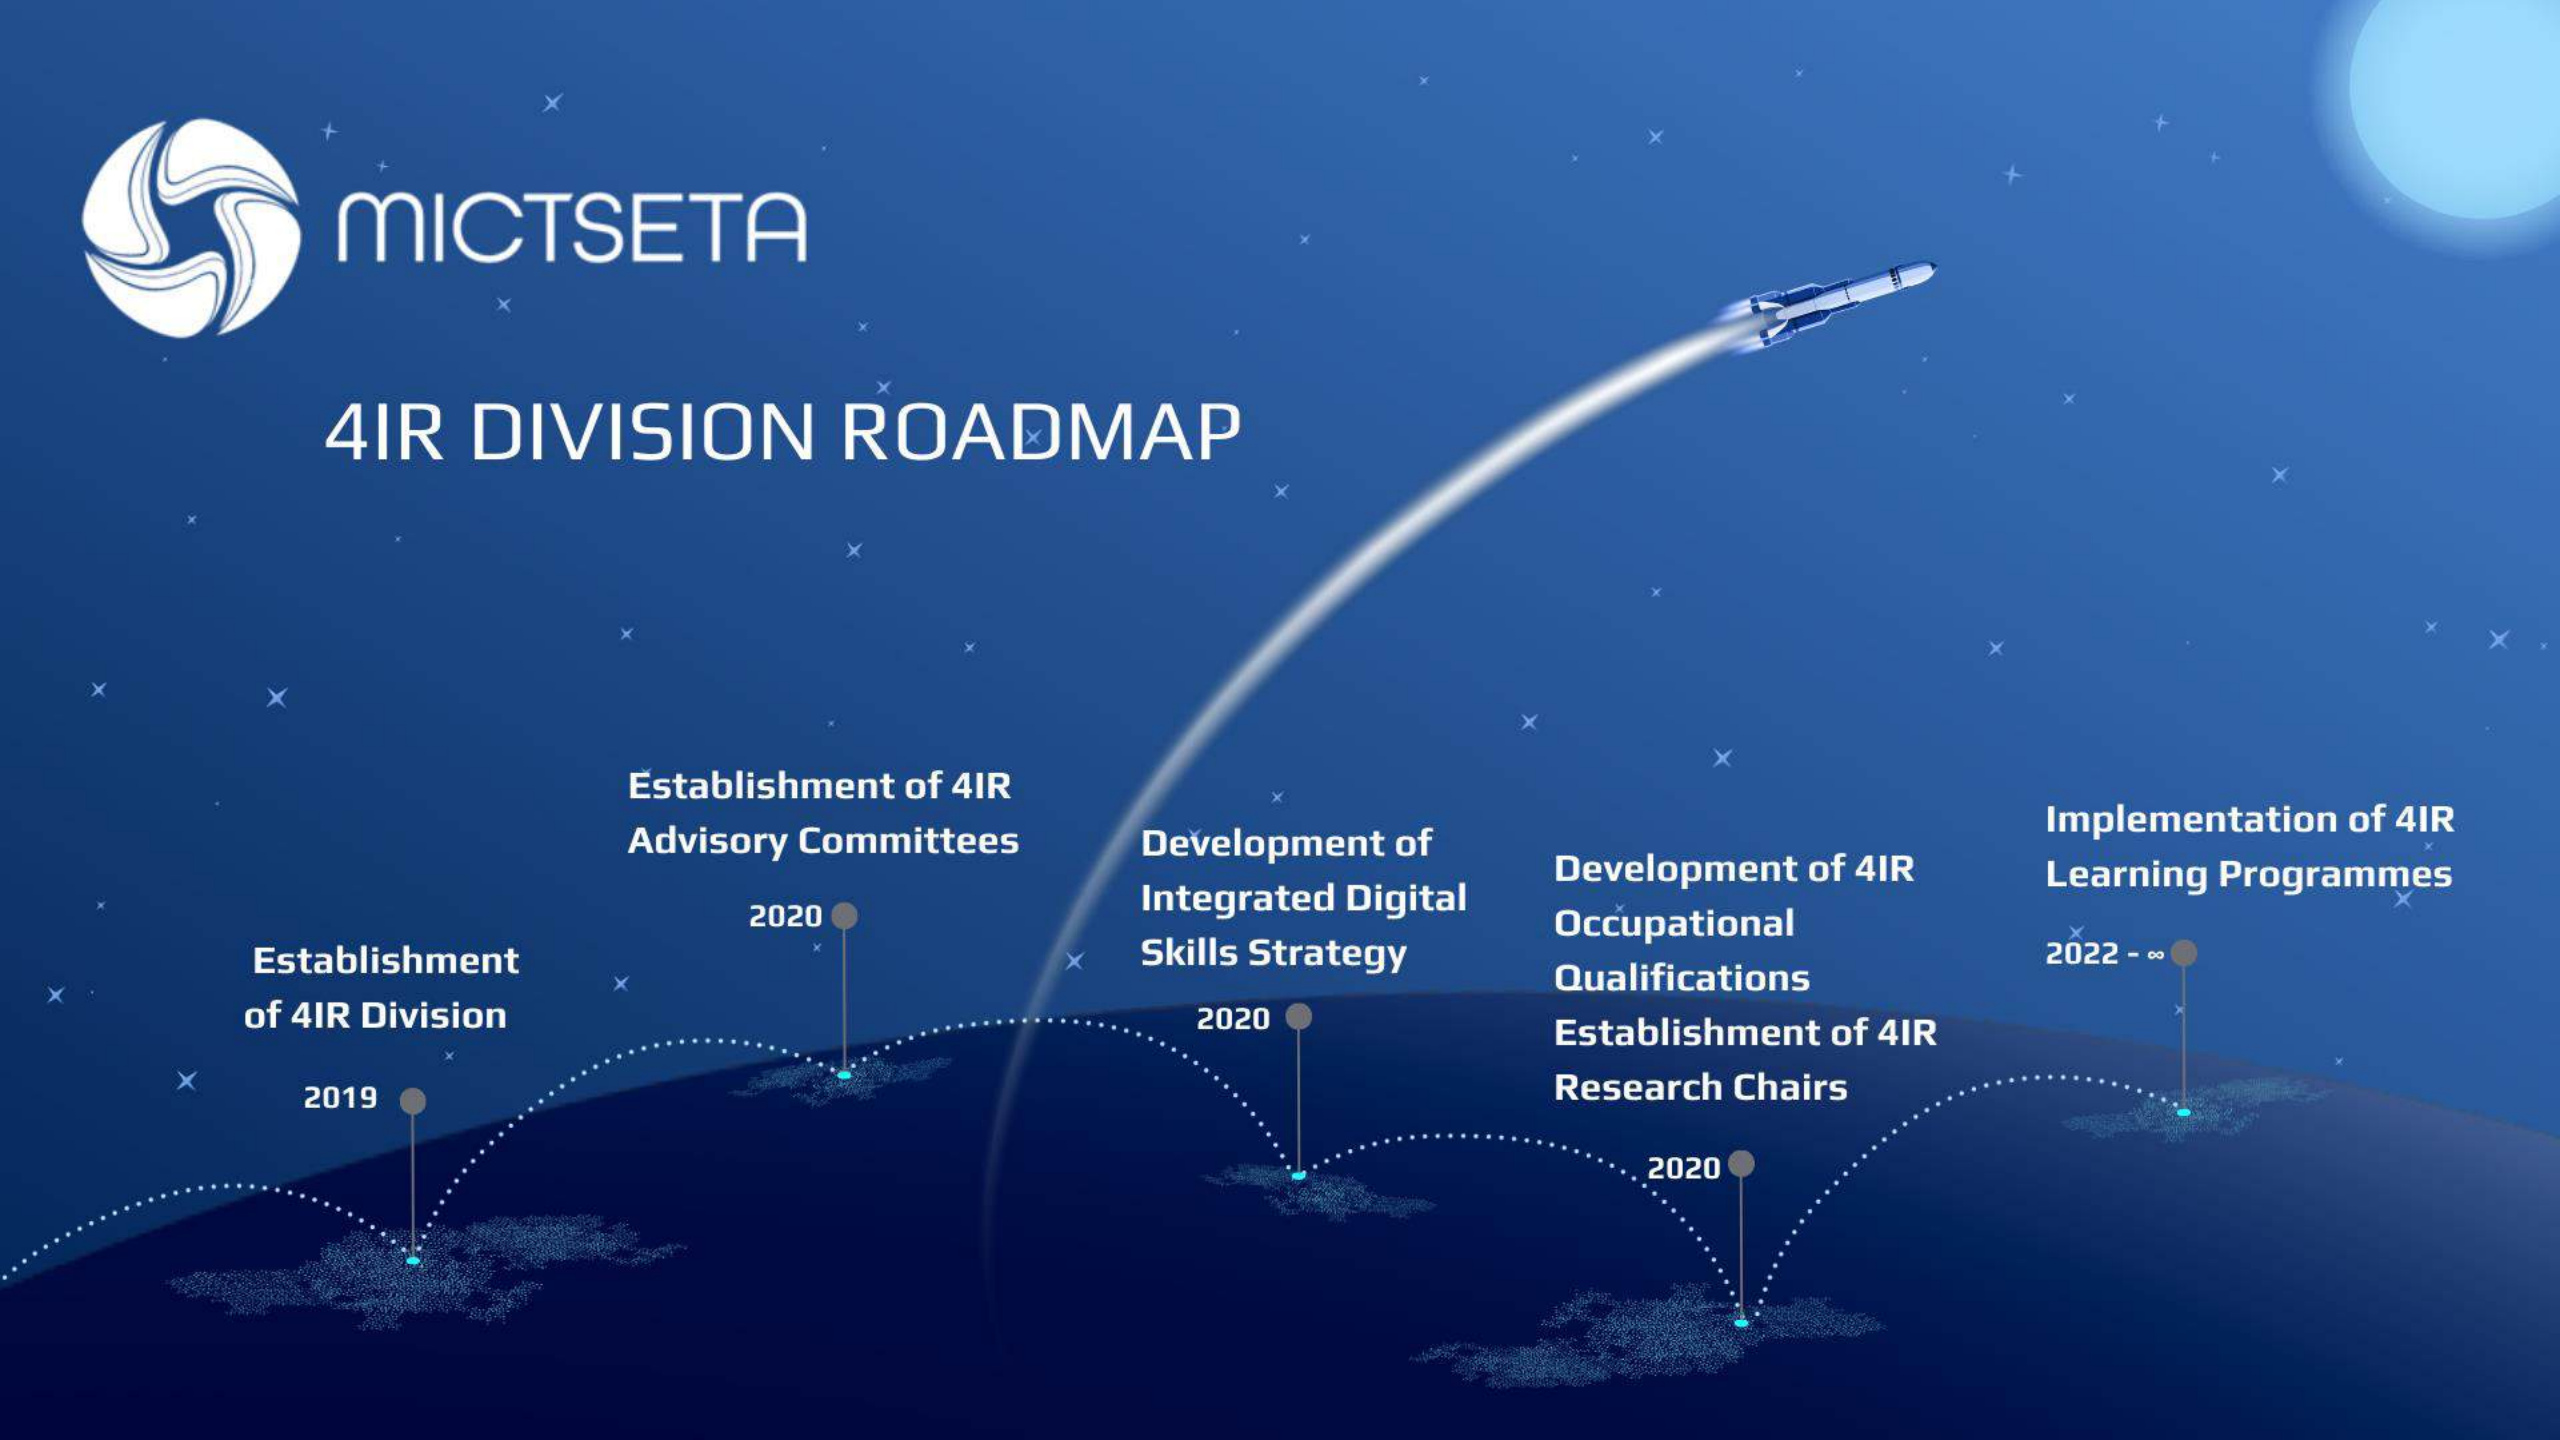 MICTSETA
4IR DIVISION ROADMAP
Establishment
of 4IR Division
2019
Establishment of 4IR
Advisory Committees
2020
Development of
Integrated Digital
Skills Strategy
2020
Development of 4IR
Occupational
Qualifications
Establishment of 4IR
Research Chairs
2020
Implementation of 4IR
Learning Programmes
2022 - ∞